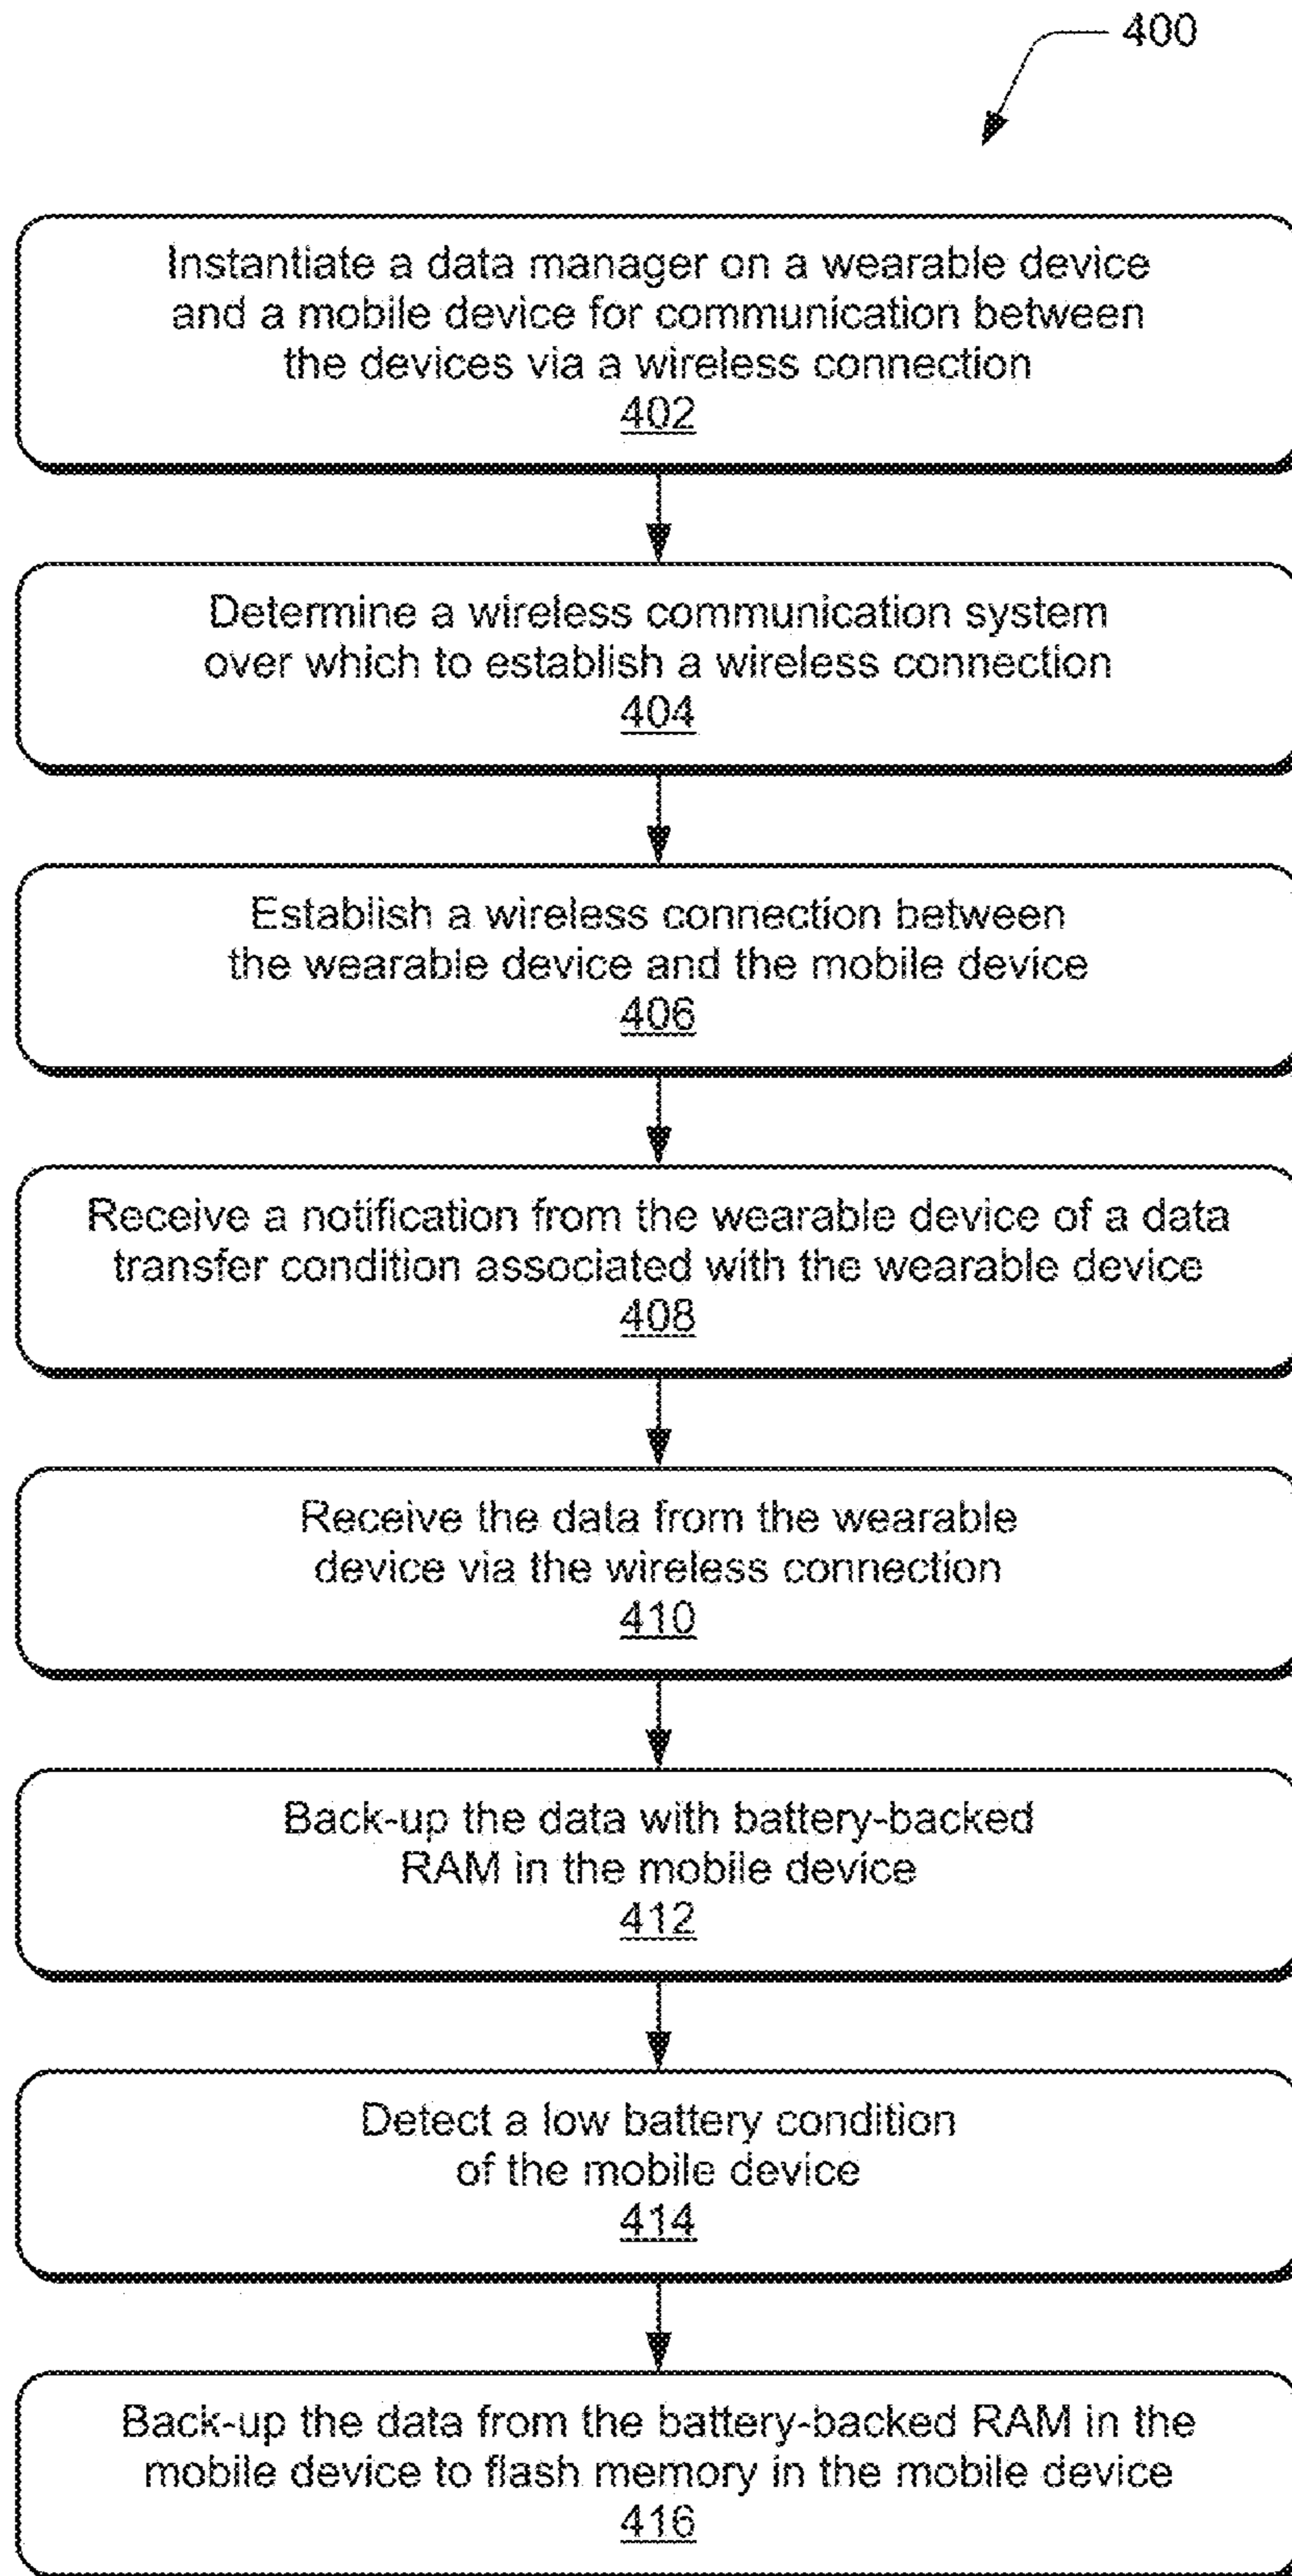 400
Instantiate a data manager on a wearable device
and a mobile device for communication between
the devices via a wireless connection
402
Determine a wireless communication system
over which to establish a wireless connection
404
Establish a wireless connection between
the wearable device and the mobile device
406
Receive a notification from the wearable device of a data
transfer condition associated with the wearable device
408
Receive the data from the wearable
device via the wireless connection
410
Back-up the data with battery-backed
RAM in the mobile device
412
Detect a low battery condition
of the mobile device
414
Back-up the data from the battery-backed RAM in the
mobile device to flash memory in the mobile device
416